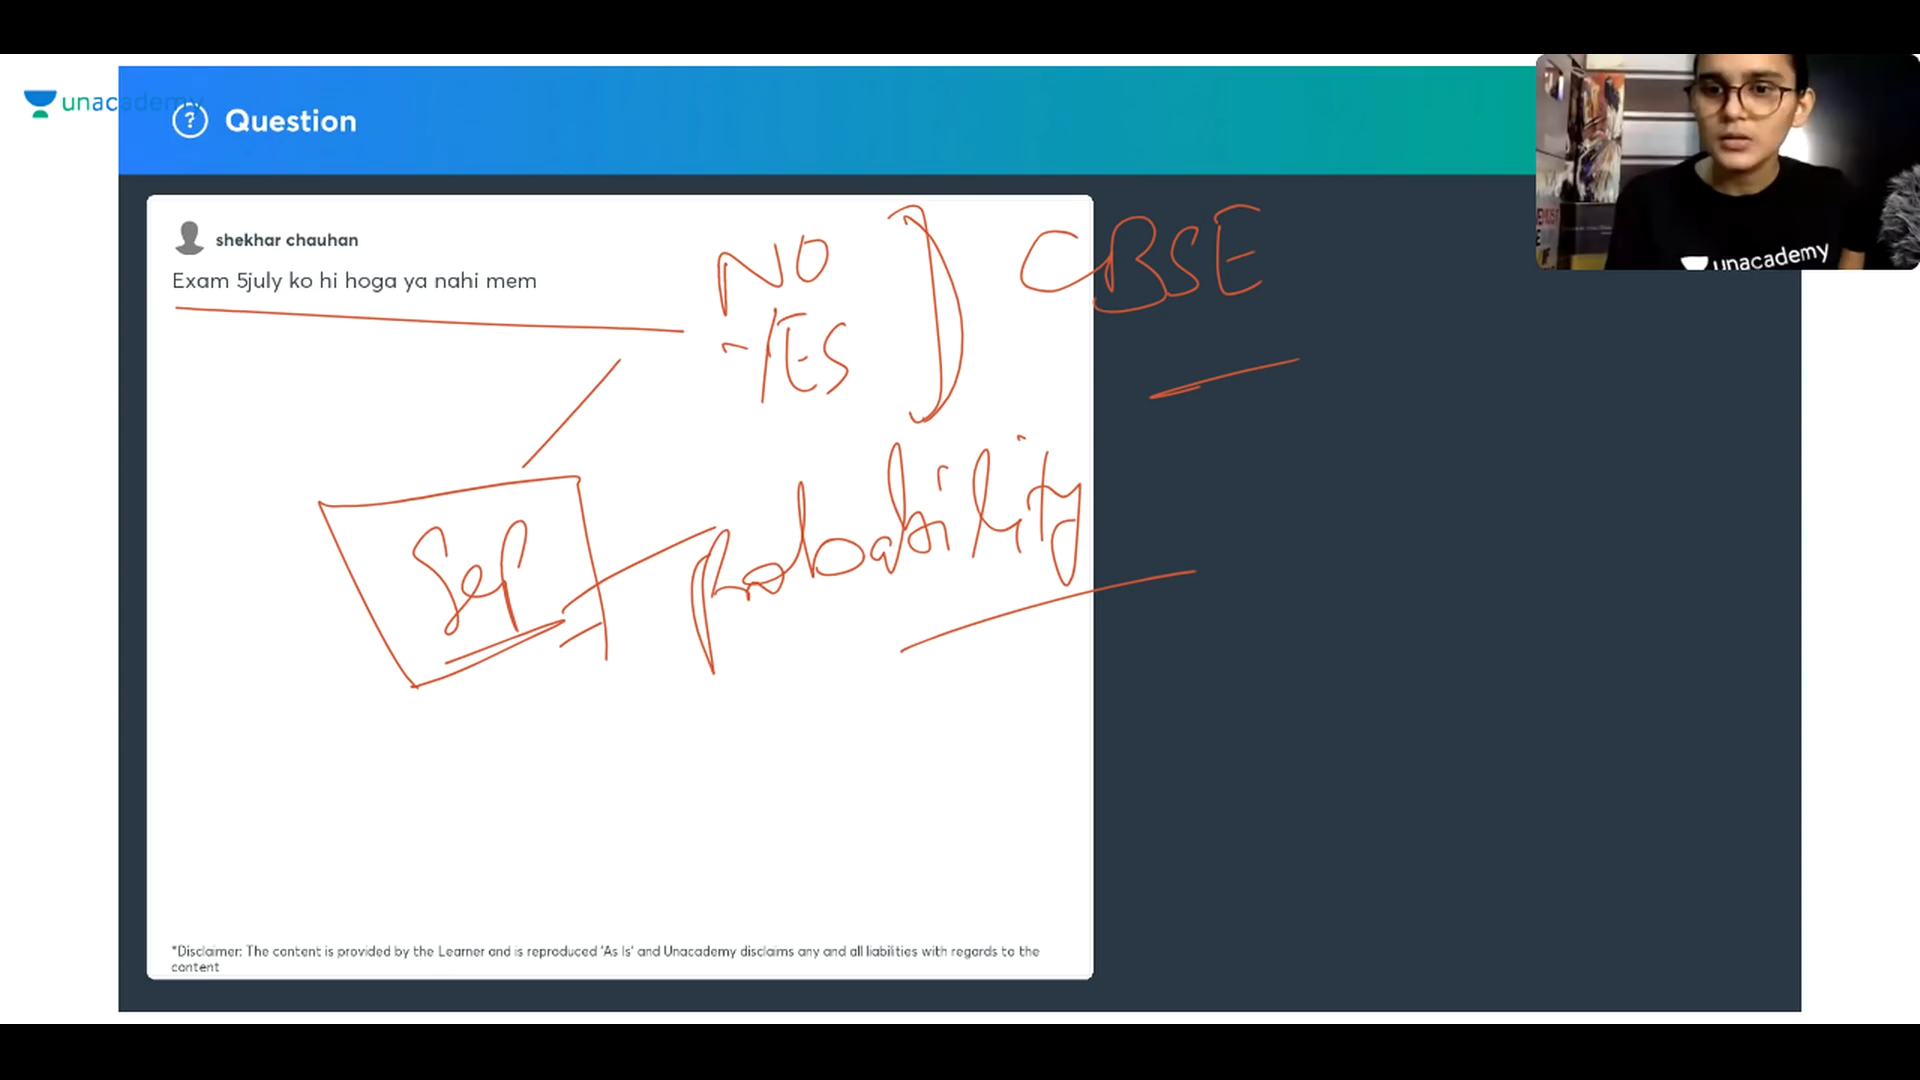 unacademy
Question
shekhar chauhan
Exam 5july ko hi hoga ya nahi mem
NO
YES
CBSE
Sep
probability
unacademy
*Disclaimer: The content is provided by the Learner and is reproduced 'As Is' and Unacademy disclaims any and all liabilities with regards to the
content